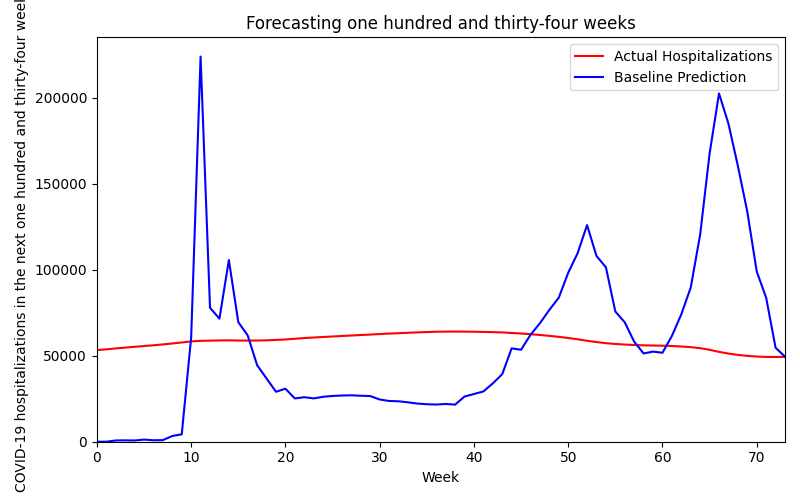 Forecasting one hundred and thirty-four weeks
Actual Hospitalizations
Baseline Prediction
COVID-19 hospitalizations in the next one hundred and thirty-four
200000
150000
100000
50000
0
0 10 20 30 40 50 60 70
Week